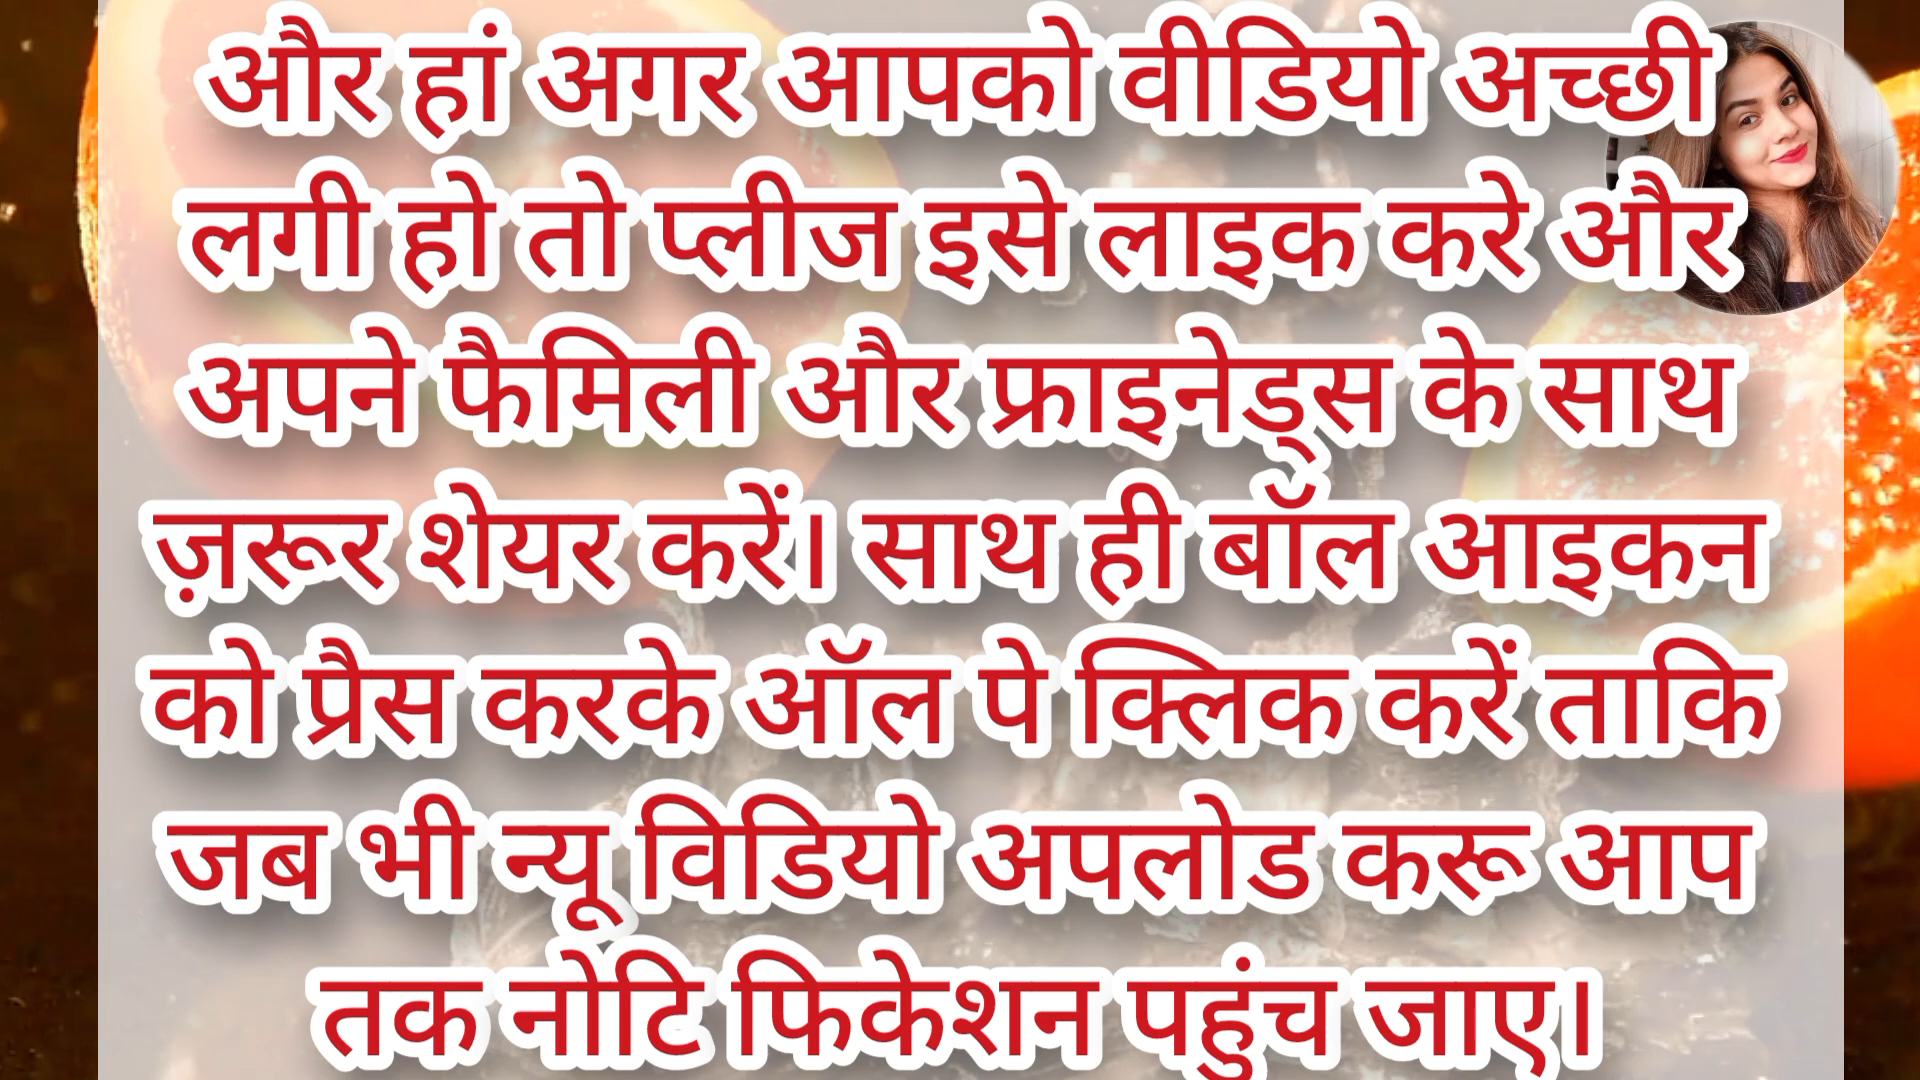 और हां अगर आपको वीडियो अच्छी
लगी हो तो प्लीज इसे लाइक करे और
अपने फैमिली और फ्राइनेड्स के साथ
ज़रूर शेयर करें। साथ ही बॉल आइकन
को प्रैस करके ऑल पे क्लिक करें ताकि
जब भी न्यू विडियो अपलोड करू आप
तक नोटि फिकेशन पहुंच जाए।